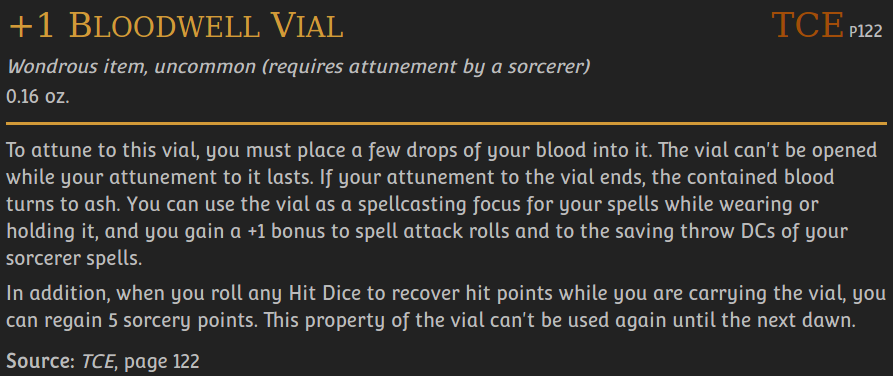 +1 Bloodwell Vial TCE P122
Wondrous item, uncommon (requires attunement by a sorcerer)
0.16 oz.
To attune to this vial, you must place a few drops of your blood into it. The vial can't be opened
while your attunement to it lasts. If your attunement to the vial ends, the contained blood
turns to ash. You can use the vial as a spellcasting focus for your spells while wearing or
holding it, and you gain a +1 bonus to spell attack rolls and to the saving throw DCs of your
sorcerer spells.
In addition, when you roll any Hit Dice to recover hit points while you are carrying the vial, you
can regain 5 sorcery points. This property of the vial can't be used again until the next dawn.
Source: TCE, page 122